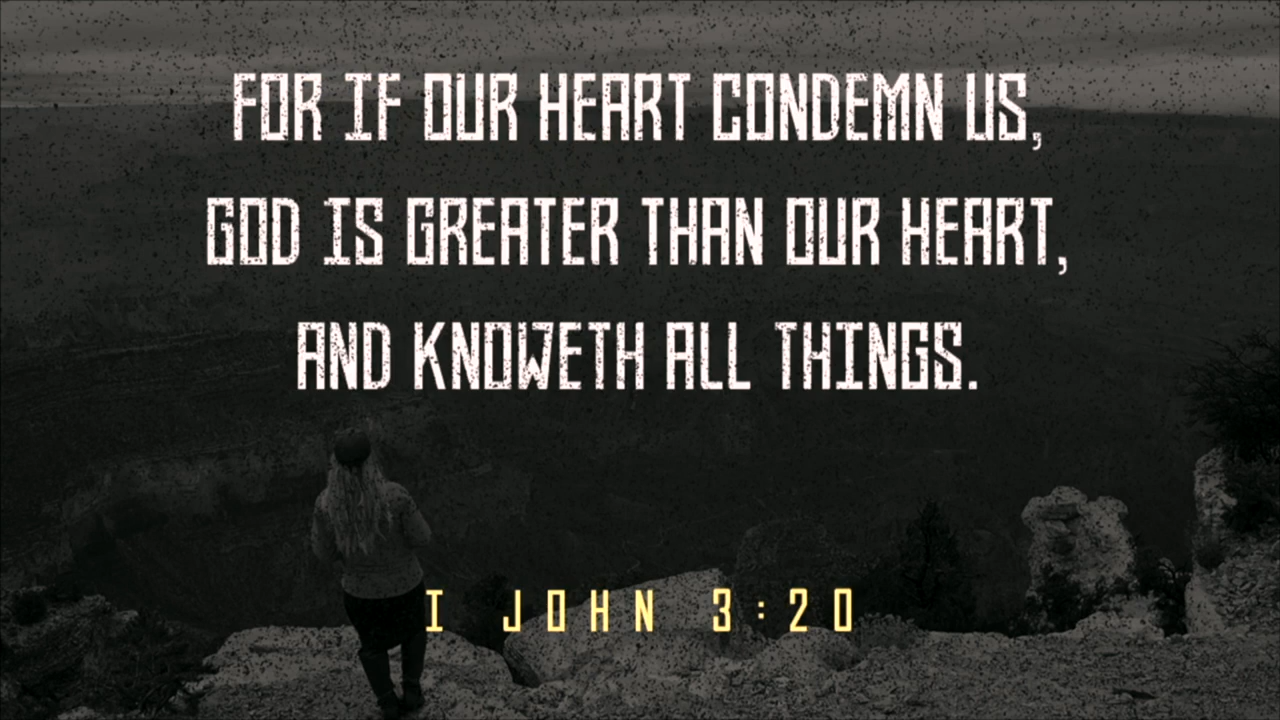 FOR IF OUR HEART CONDEMN US,
GOD IS GREATER THAN OUR HEART,
AND KNOWETH ALL THINGS.
I JOHN 3:20